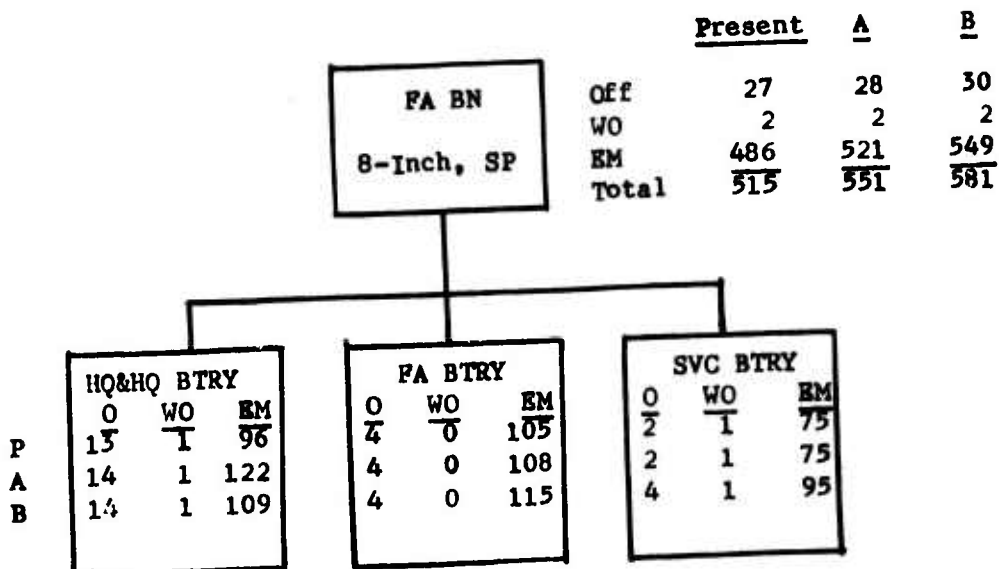 Present A B
FA BN
8-Inch, SP
Off 27 28 30
WO 2 2 2
EM 486 521 549
Total 515 551 581
HQ&HQ BTRY
O WO EM
P 13 1 96
A 14 1 122
B 14 1 109
FA BTRY
O WO EM
4 0 105
4 0 108
4 0 115
SVC BTRY
O WO EM
2 1 75
2 1 75
4 1 95